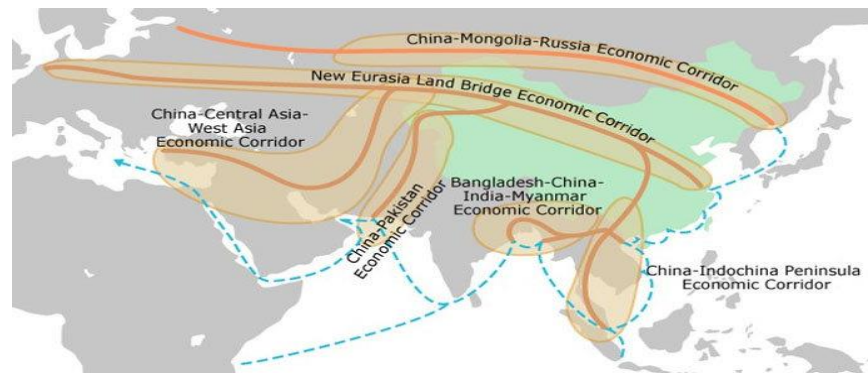 China-Mongolia-Russia Economic Corridor
New Eurasia Land Bridge Economic Corridor
China-Central Asia-
West Asia
Economic Corridor
China-Pakistan
Economic Corridor
Bangladesh-China-
India-Myanmar
Economic Corridor
China-Indochina Peninsula
Economic Corridor